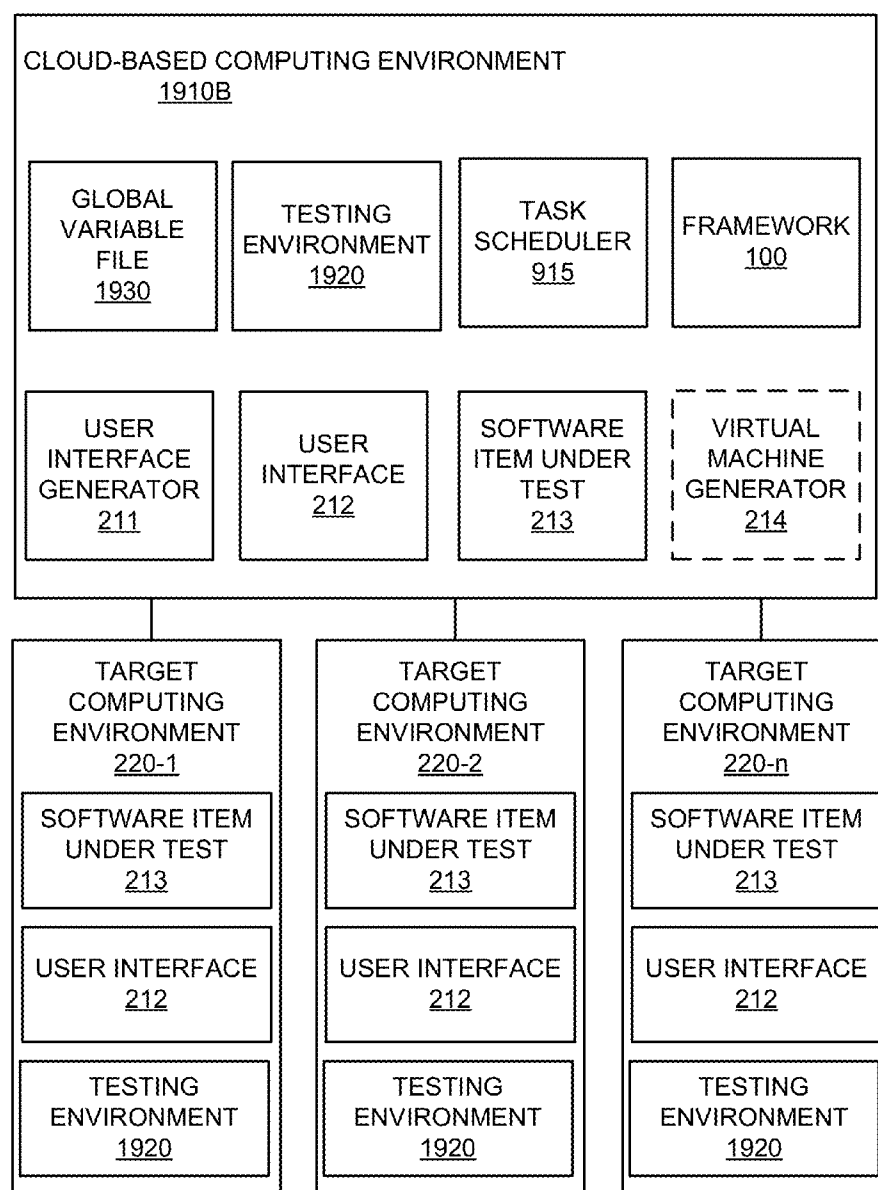 CLOUD-BASED COMPUTING ENVIRONMENT
1910B
GLOBAL
VARIABLE
FILE
1930
TESTING
ENVIRONMENT
1920
TASK
SCHEDULER
915
FRAMEWORK
100
USER
INTERFACE
GENERATOR
211
USER
INTERFACE
212
SOFTWARE
ITEM UNDER
TEST
213
VIRTUAL
MACHINE
GENERATOR
214
TARGET
COMPUTING
ENVIRONMENT
220-1
SOFTWARE ITEM
UNDER TEST
213
USER INTERFACE
212
TESTING
ENVIRONMENT
1920
TARGET
COMPUTING
ENVIRONMENT
220-2
SOFTWARE ITEM
UNDER TEST
213
USER INTERFACE
212
TESTING
ENVIRONMENT
1920
TARGET
COMPUTING
ENVIRONMENT
220-n
SOFTWARE ITEM
UNDER TEST
213
USER INTERFACE
212
TESTING
ENVIRONMENT
1920